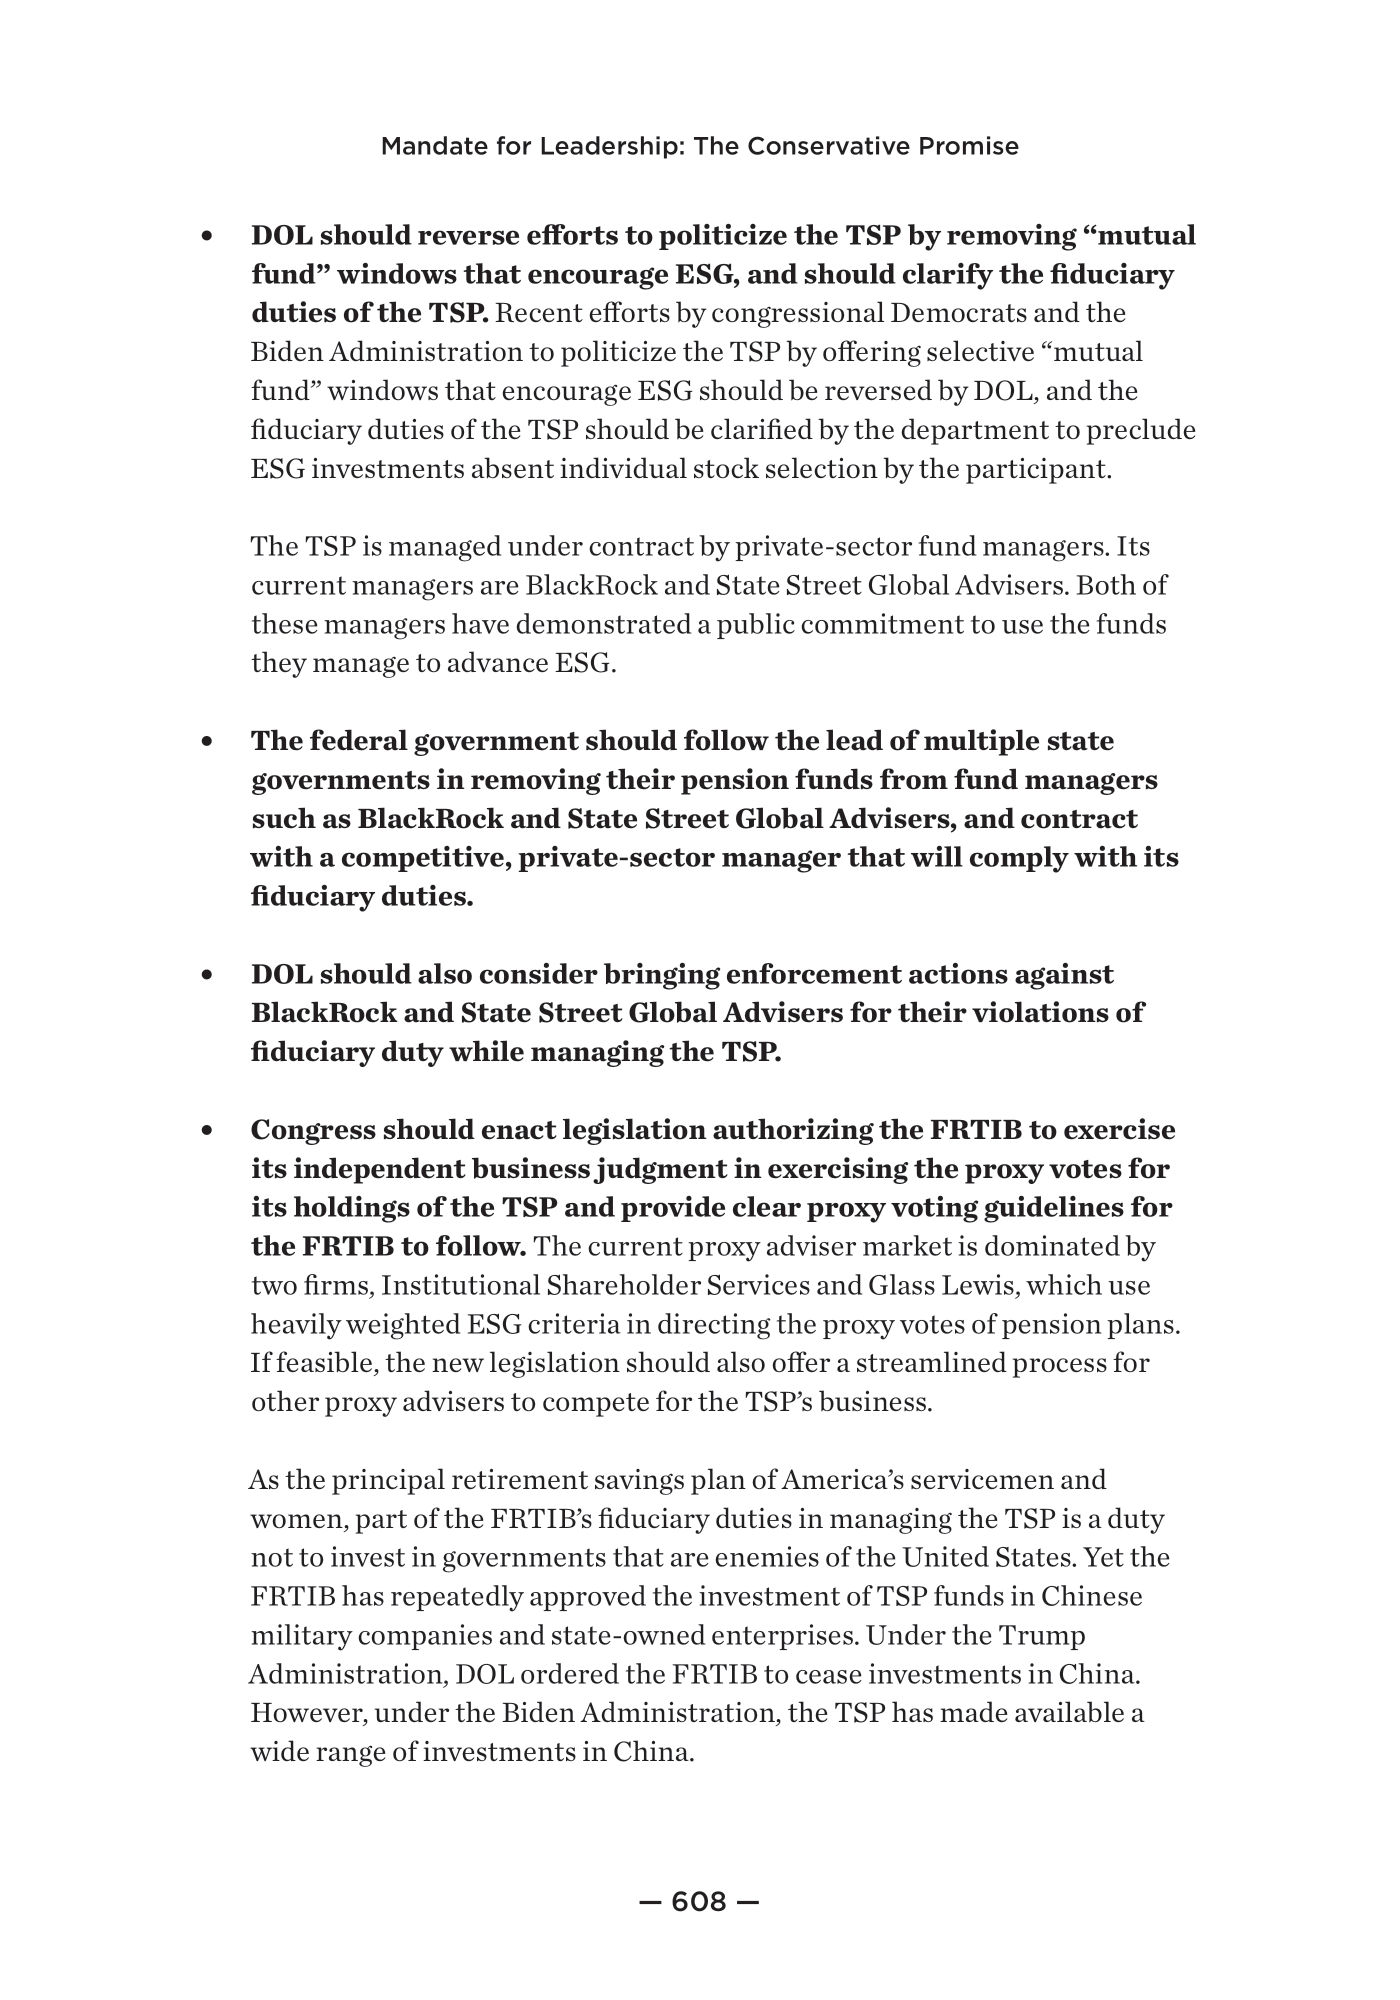 Mandate for Leadership: The Conservative Promise
• DOL should reverse efforts to politicize the TSP by removing “mutual
fund” windows that encourage ESG, and should clarify the fiduciary
duties of the TSP. Recent efforts by congressional Democrats and the
Biden Administration to politicize the TSP by offering selective “mutual
fund” windows that encourage ESG should be reversed by DOL, and the
fiduciary duties of the TSP should be clarified by the department to preclude
ESG investments absent individual stock selection by the participant.
The TSP is managed under contract by private-sector fund managers. Its
current managers are BlackRock and State Street Global Advisers. Both of
these managers have demonstrated a public commitment to use the funds
they manage to advance ESG.
• The federal government should follow the lead of multiple state
governments in removing their pension funds from fund managers
such as BlackRock and State Street Global Advisers, and contract
with a competitive, private-sector manager that will comply with its
fiduciary duties.
• DOL should also consider bringing enforcement actions against
BlackRock and State Street Global Advisers for their violations of
fiduciary duty while managing the TSP.
• Congress should enact legislation authorizing the FRTIB to exercise
its independent business judgment in exercising the proxy votes for
its holdings of the TSP and provide clear proxy voting guidelines for
the FRTIB to follow. The current proxy adviser market is dominated by
two firms, Institutional Shareholder Services and Glass Lewis, which use
heavily weighted ESG criteria in directing the proxy votes of pension plans.
If feasible, the new legislation should also offer a streamlined process for
other proxy advisers to compete for the TSP’s business.
As the principal retirement savings plan of America’s servicemen and
women, part of the FRTIB’s fiduciary duties in managing the TSP is a duty
not to invest in governments that are enemies of the United States. Yet the
FRTIB has repeatedly approved the investment of TSP funds in Chinese
military companies and state-owned enterprises. Under the Trump
Administration, DOL ordered the FRTIB to cease investments in China.
However, under the Biden Administration, the TSP has made available a
wide range of investments in China.
— 608 —